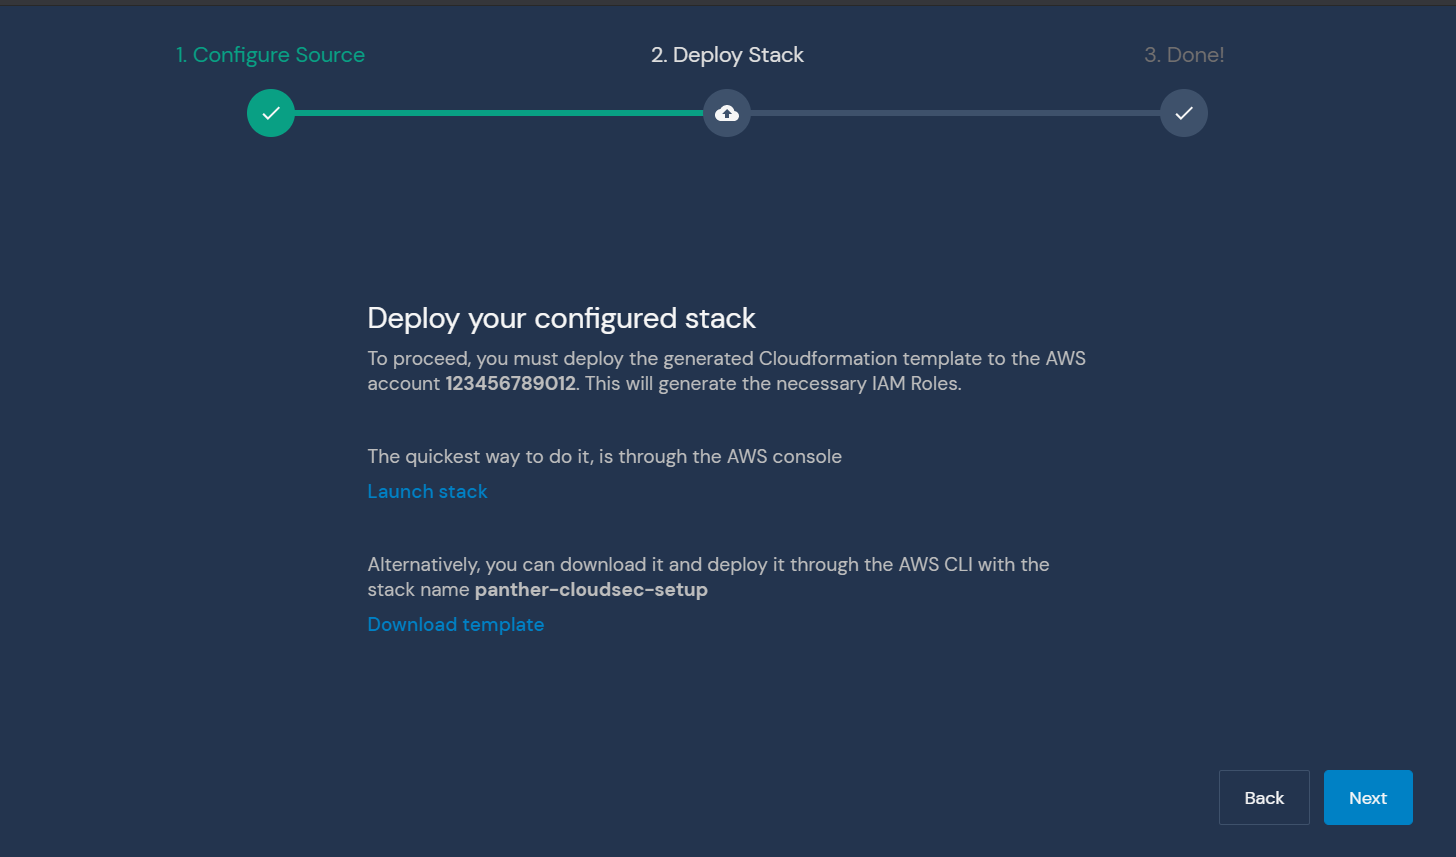 1. Configure Source
2. Deploy Stack
3. Done!
Deploy your configured stack
To proceed, you must deploy the generated Cloudformation template to the AWS
account 123456789012. This will generate the necessary IAM Roles.
The quickest way to do it, is through the AWS console
Launch stack
Alternatively, you can download it and deploy it through the AWS CLI with the
stack name panther-cloudsec-setup
Download template
Back
Next